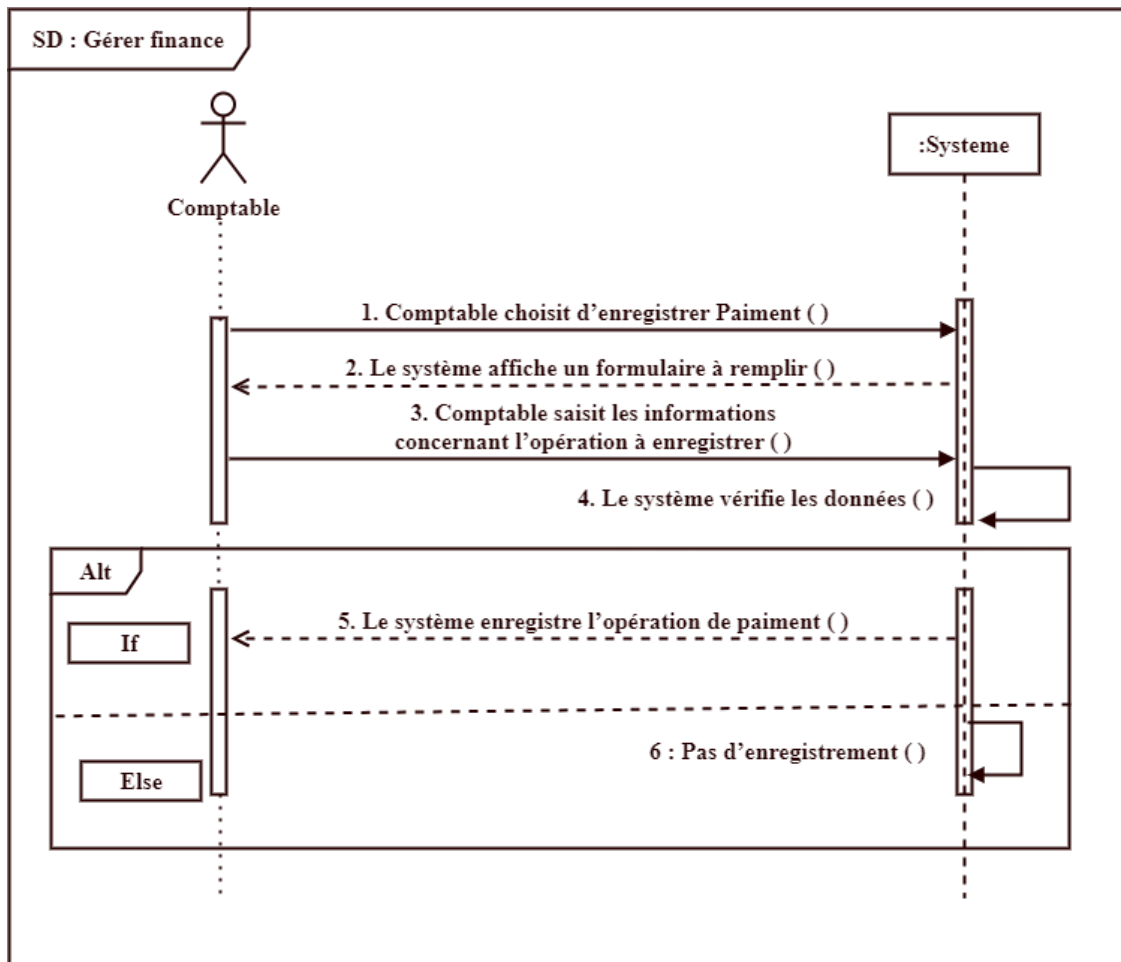 SD : Gérer finance
:Systeme
Comptable
1. Comptable choisit d’enregistrer Paiment ( )
2. Le système affiche un formulaire à remplir ( )
3. Comptable saisit les informations
concernant l’opération à enregistrer ( )
4. Le système vérifie les données ( )
Alt
5. Le système enregistre l’opération de paiment ( )
If
6 : Pas d’enregistrement ( )
Else